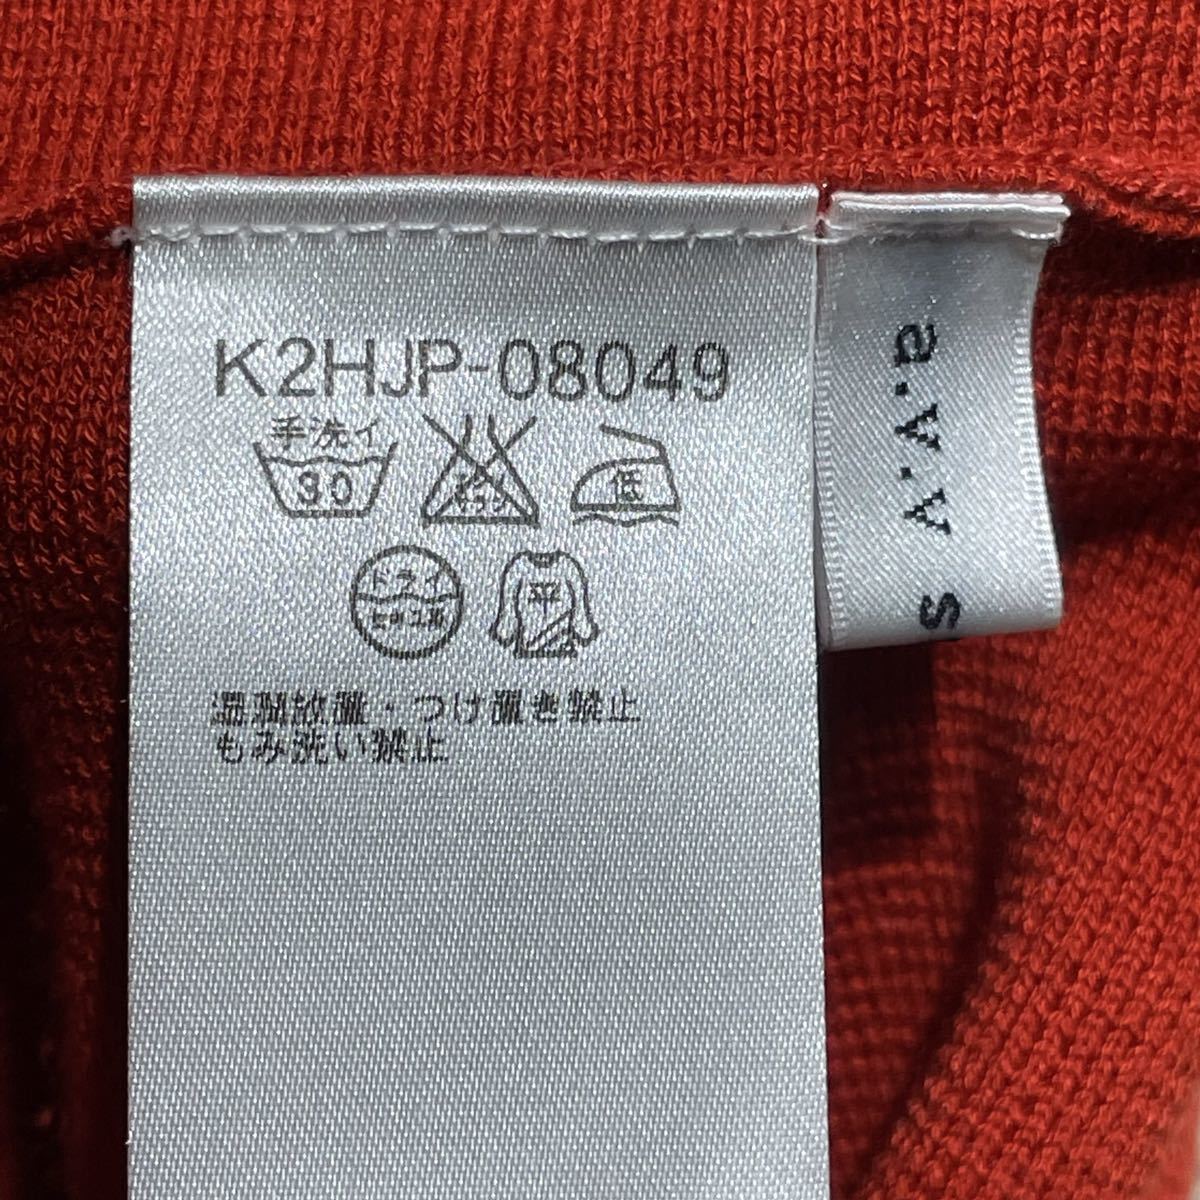 K2HJP-08049
手洗イ
30
低
ドライ
平
湿潤放置・つけ置き禁止
もみ洗い禁止
a.v.v
s